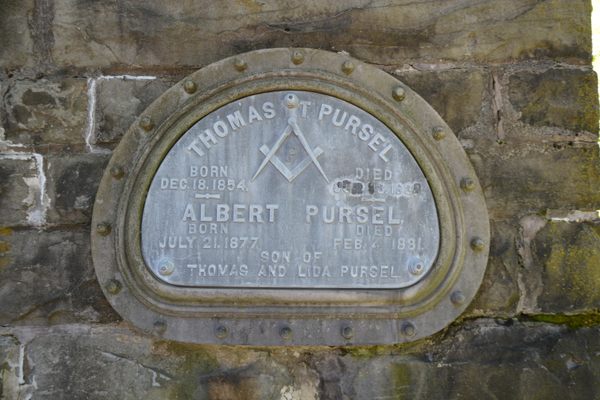 THOMAS T PURSEL
BORN DIED
DEC. 18. 1854.
ALBERT PURSEL
BORN DIED
JULY 21. 1877. FEB. 4. 1881.
SON OF
THOMAS AND LIDA PURSEL